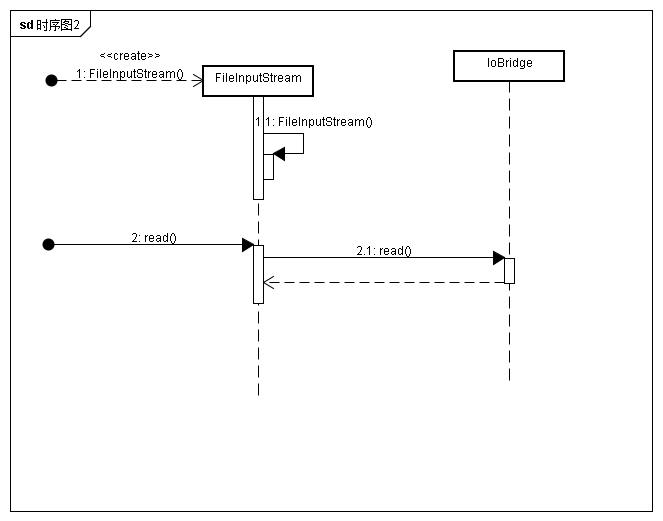 sd 时序图2
<<create>>
1: FileInputStream()
FileInputStream
IoBridge
1.1: FileInputStream()
2: read()
2.1: read()